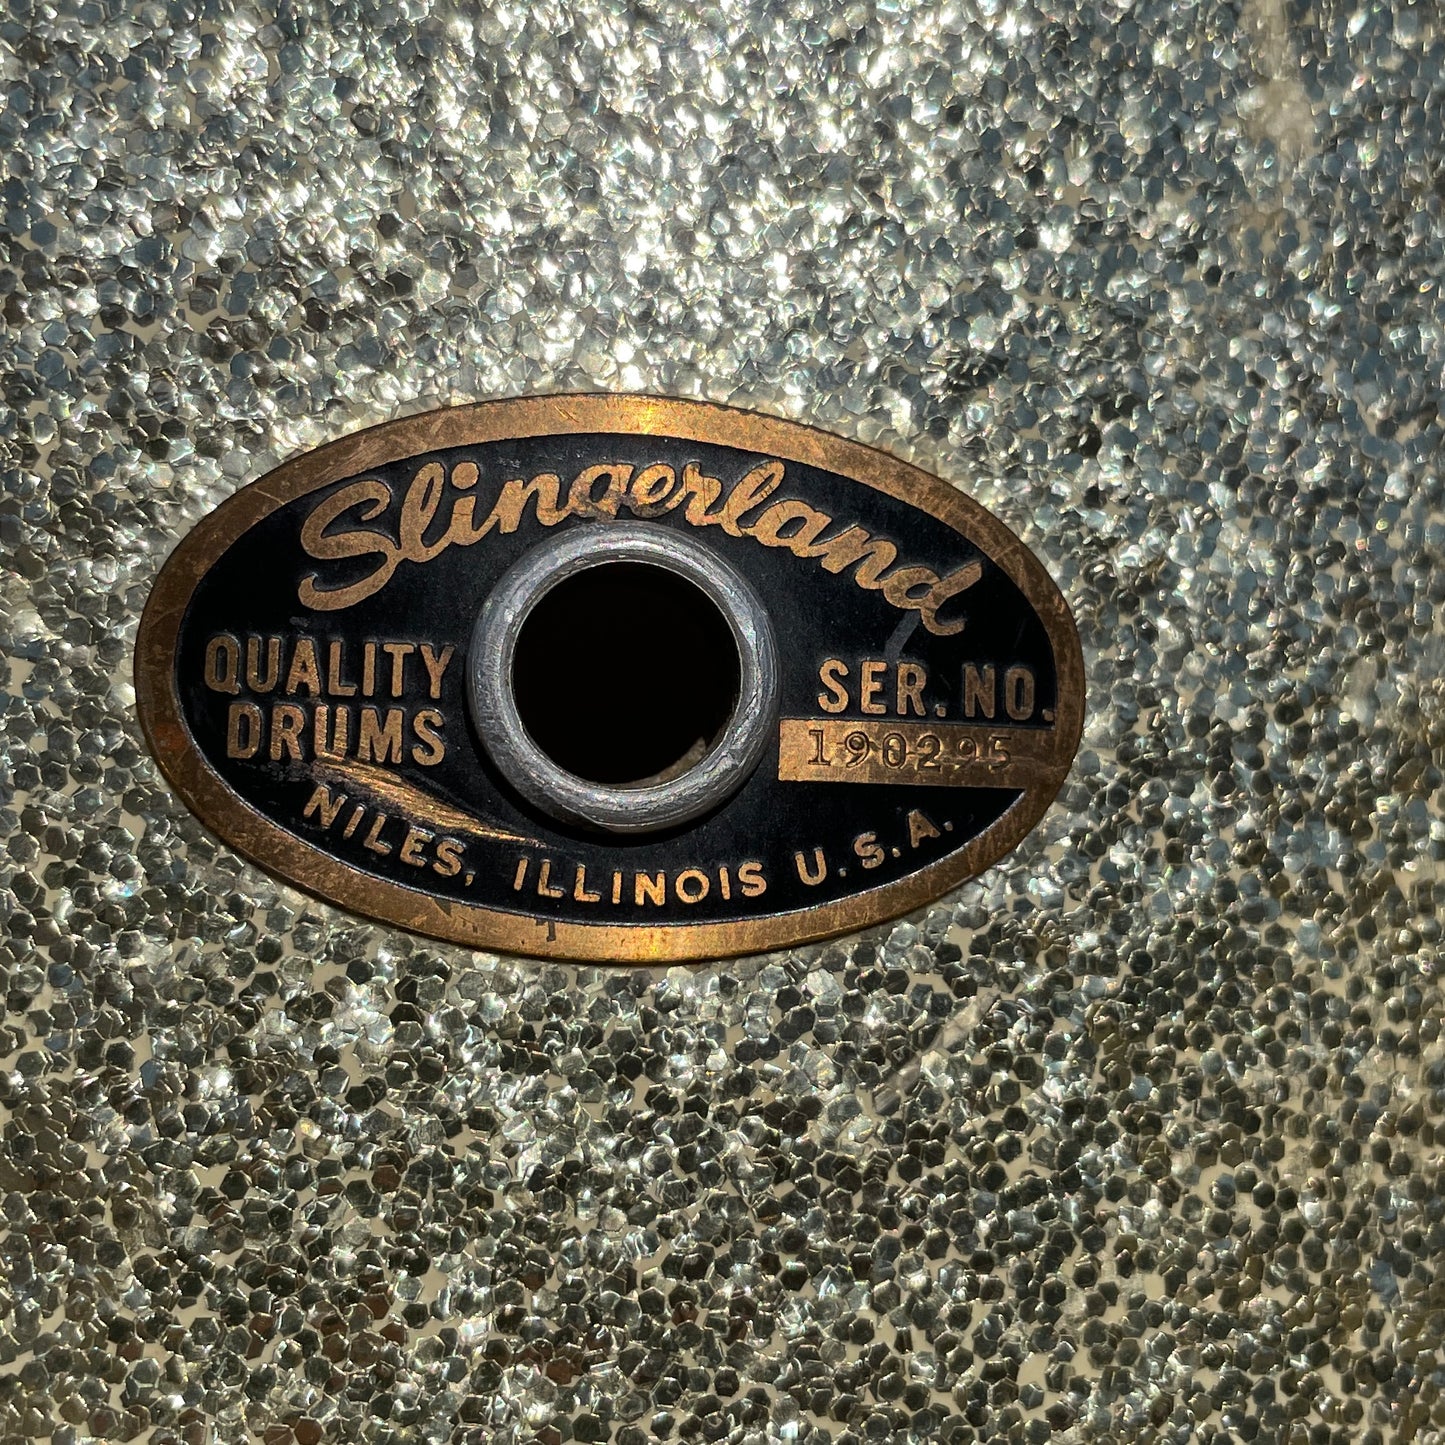 Slingerland
QUALITY
DRUMS
SER. NO.
190295
NILES, ILLINOIS U.S.A.